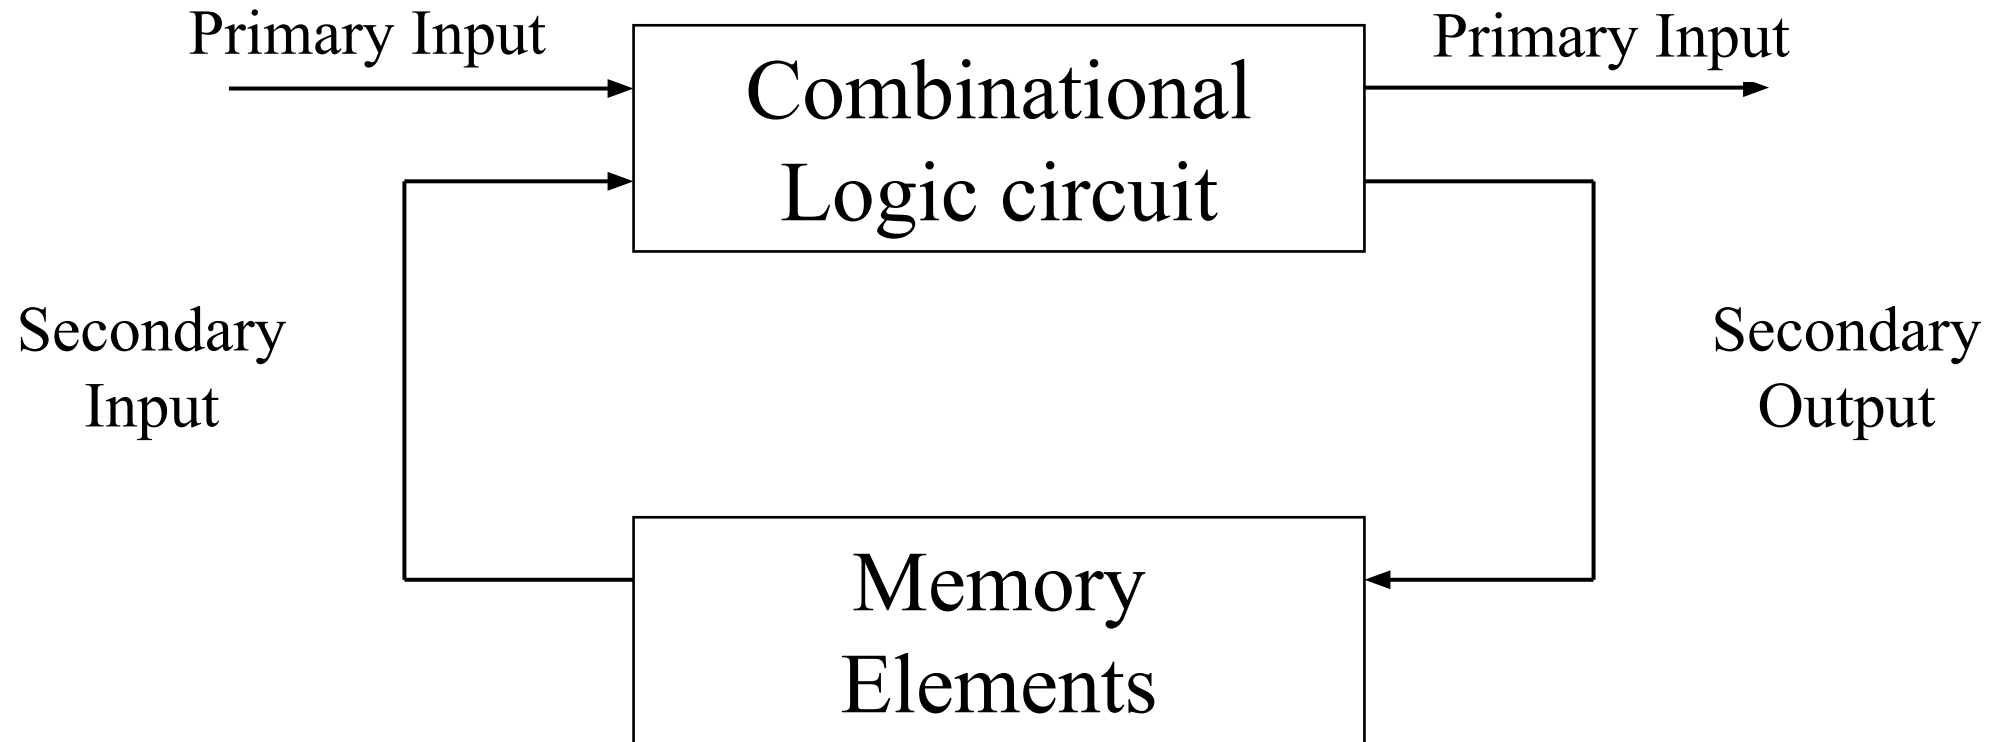 Primary Input
Primary Input
Combinational
Logic circuit
Secondary
Input
Secondary
Output
Memory
Elements